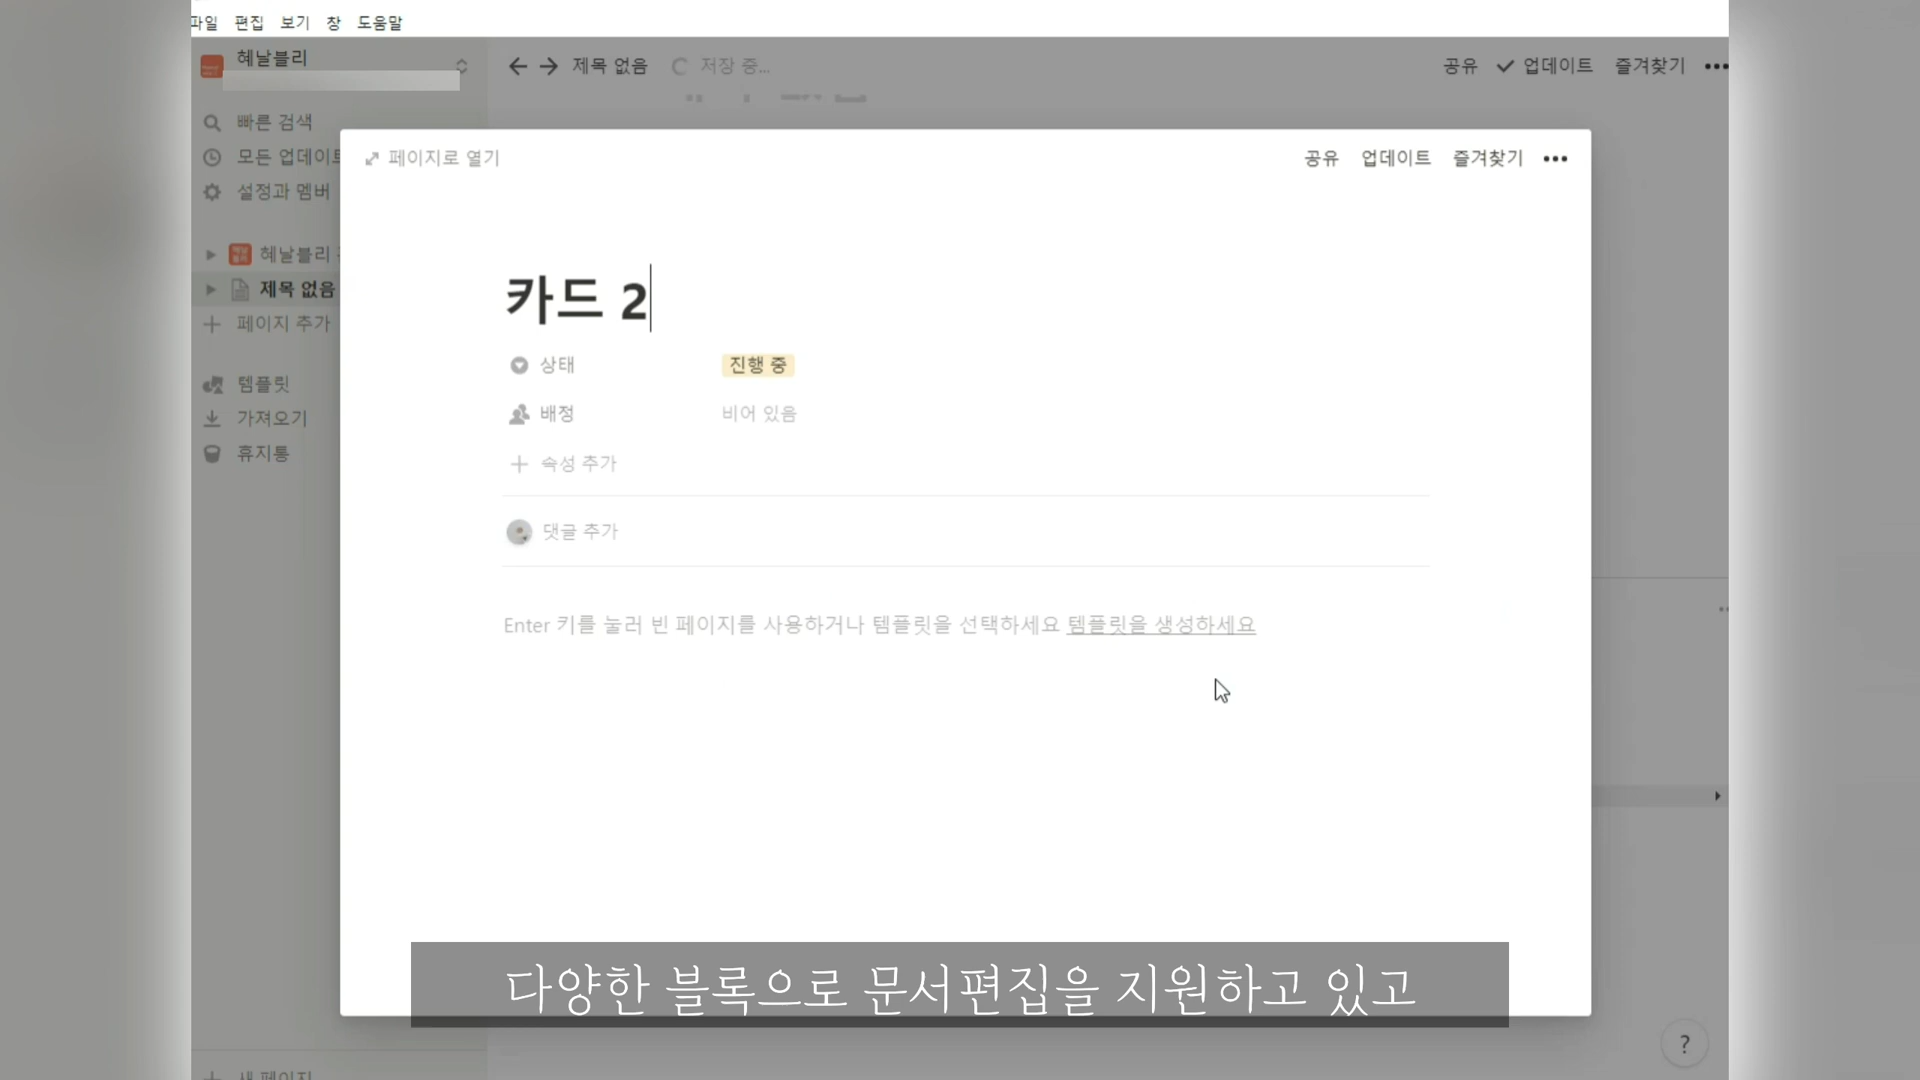 파일 편집 보기 창 도움말
혜날블리
제목 없음 저장 중... 공유 업데이트 즐겨찾기
빠른 검색
모든 업데이트
설정과 멤버
혜날블리
제목 없음
페이지 추가
템플릿
가져오기
휴지통
새 페이지
페이지로 열기 공유 업데이트 즐겨찾기
카드 2
상태 진행 중
배정 비어 있음
속성 추가
댓글 추가
Enter 키를 눌러 빈 페이지를 사용하거나 템플릿을 선택하세요 템플릿을 생성하세요
다양한 블록으로 문서편집을 지원하고 있고
?